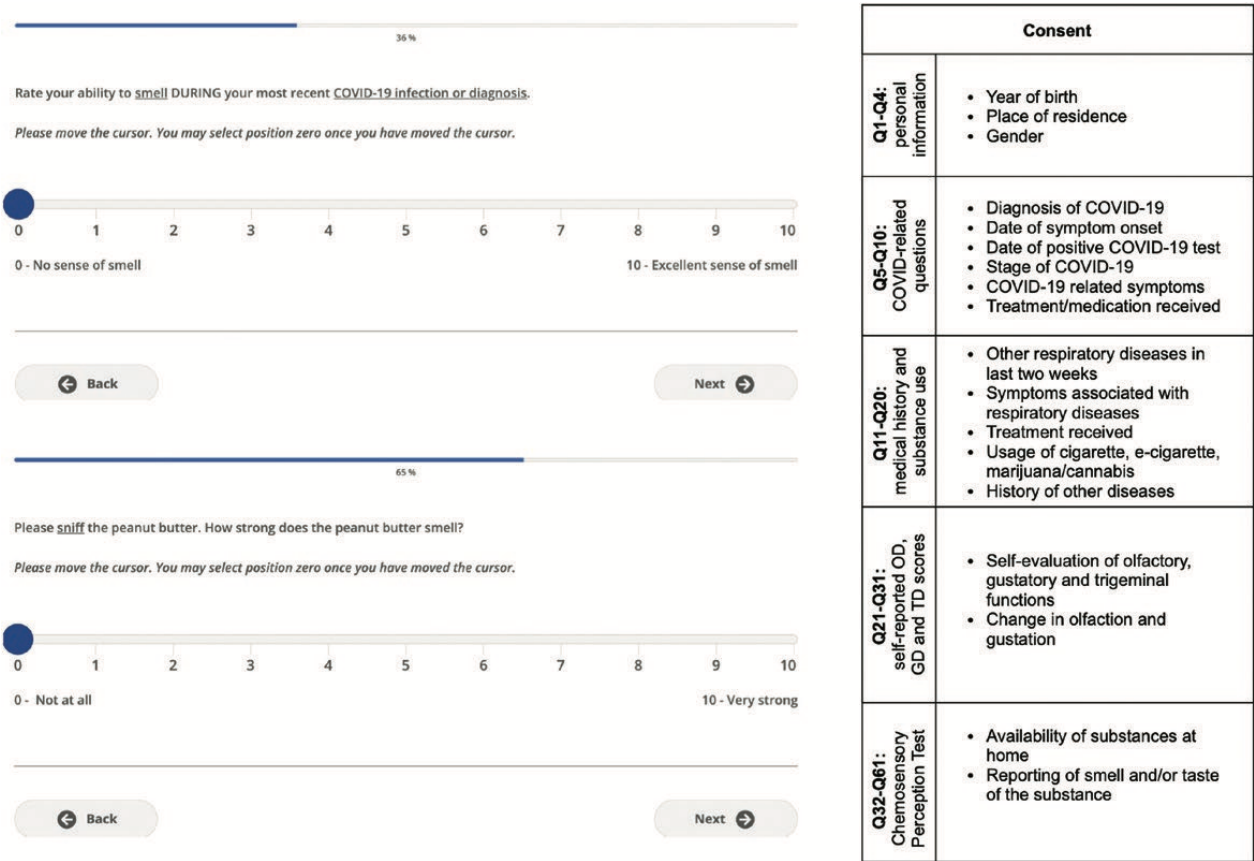 36 %
Rate your ability to smell DURING your most recent COVID-19 infection or diagnosis.
Please move the cursor. You may select position zero once you have moved the cursor.
0 1 2 3 4 5 6 7 8 9 10
0 - No sense of smell 10 - Excellent sense of smell
Back Next
65 %
Please sniff the peanut butter. How strong does the peanut butter smell?
Please move the cursor. You may select position zero once you have moved the cursor.
0 1 2 3 4 5 6 7 8 9 10
0 - Not at all 10 - Very strong
Back Next
Consent
Q1-Q4:
personal
information
• Year of birth
• Place of residence
• Gender
Q5-Q10:
COVID-related
questions
• Diagnosis of COVID-19
• Date of symptom onset
• Date of positive COVID-19 test
• Stage of COVID-19
• COVID-19 related symptoms
• Treatment/medication received
Q11-Q20:
medical history and
substance use
• Other respiratory diseases in
last two weeks
• Symptoms associated with
respiratory diseases
• Treatment received
• Usage of cigarette, e-cigarette,
marijuana/cannabis
• History of other diseases
Q21-Q31:
self-reported OD,
GD and TD scores
• Self-evaluation of olfactory,
gustatory and trigeminal
functions
• Change in olfaction and
gustation
Q32-Q61:
Chemosensory
Perception Test
• Availability of substances at
home
• Reporting of smell and/or taste
of the substance